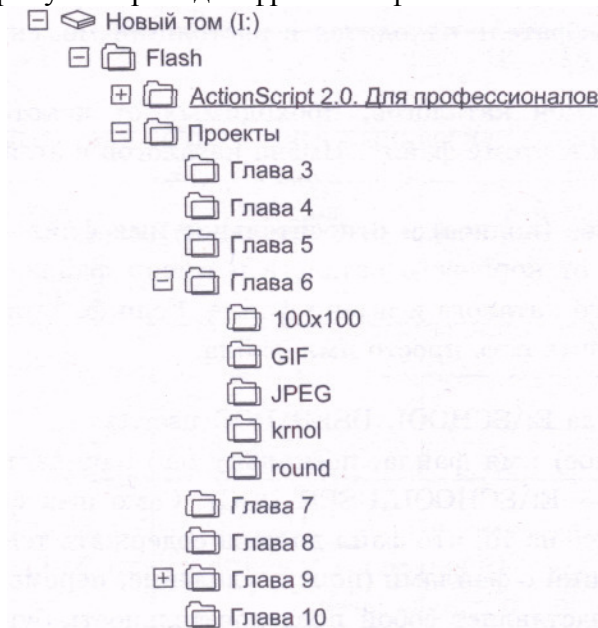 Новый том (I:)
Flash
ActionScript 2.0. Для профессионалов
Проекты
Глава 3
Глава 4
Глава 5
Глава 6
100x100
GIF
JPEG
krnol
round
Глава 7
Глава 8
Глава 9
Глава 10